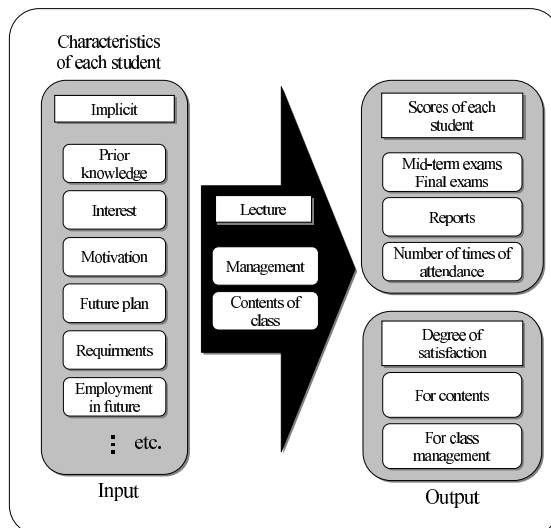 Characteristics
of each student
Implicit
Prior
knowledge
Interest
Motivation
Future plan
Requirments
Employment
in future
⋮ etc.
Input
Lecture
Management
Contents of
class
Scores of each
student
Mid-term exams
Final exams
Reports
Number of times of
attendance
Degree of
satisfaction
For contents
For class
management
Output